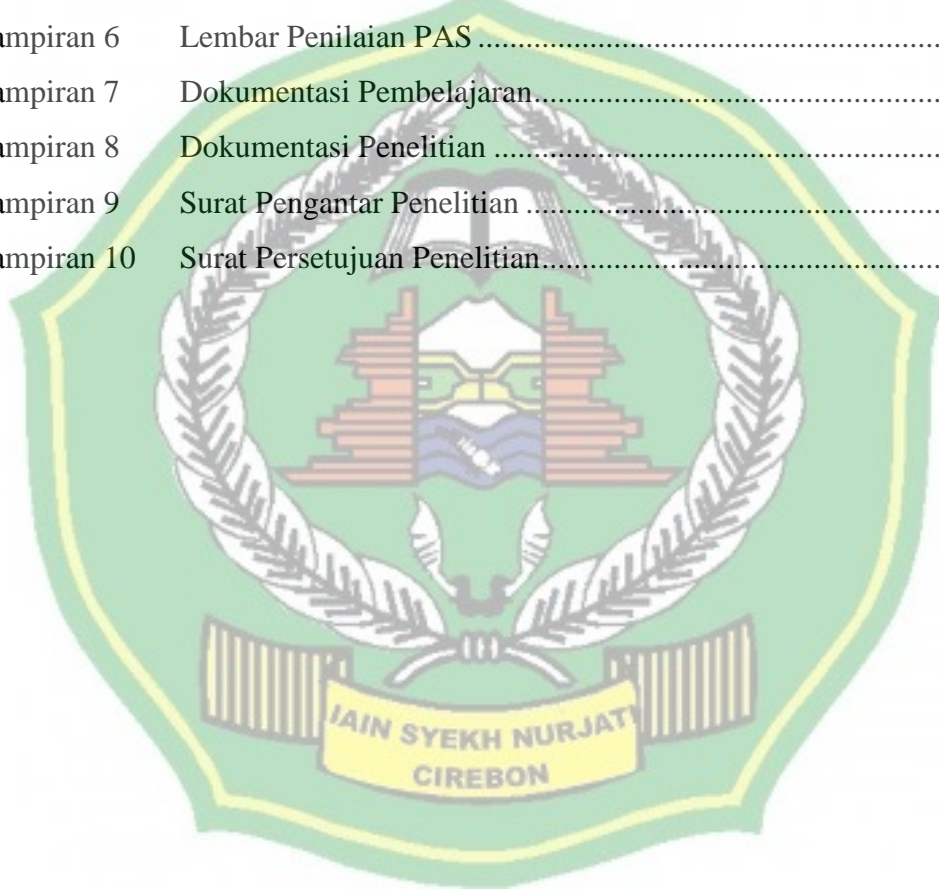 ampiran 6 Lembar Penilaian PAS ..........................................................................
ampiran 7 Dokumentasi Pembelajaran..................................................................
ampiran 8 Dokumentasi Penelitian ........................................................................
ampiran 9 Surat Pengantar Penelitian ...................................................................
ampiran 10 Surat Persetujuan Penelitian.................................................................
IAIN SYEKH NURJATI
CIREBON